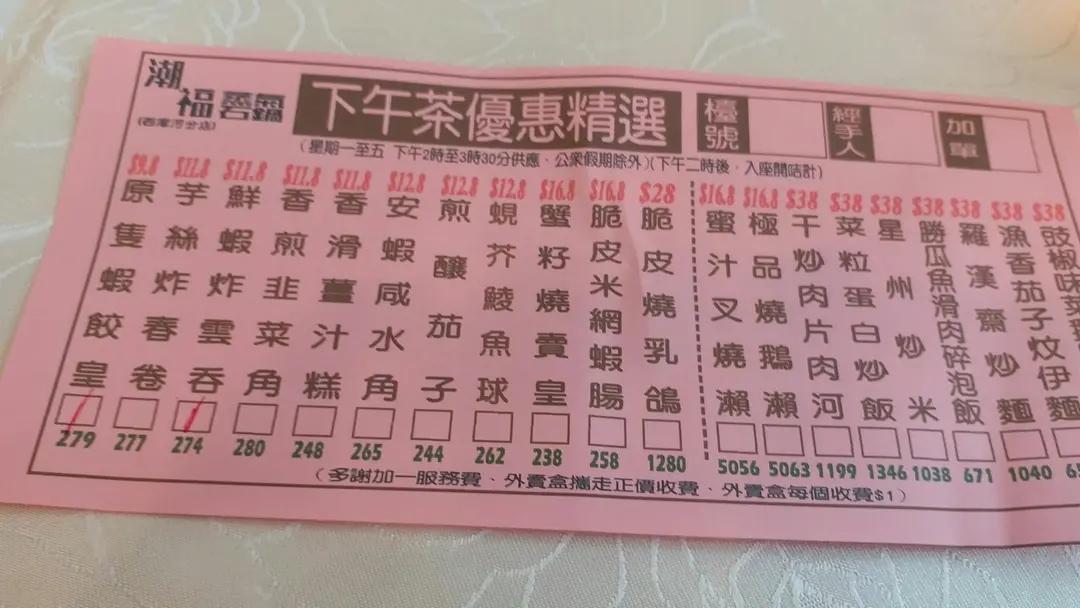 潮福蒸鍋
(西灣河分店)
下午茶優惠精選
檯號
經手人
加單
(星期一至五 下午2時至3時30分供應、公眾假期除外)(下午二時後，入座開咭計)
$9.8 原隻蝦餃皇 279
$11.8 芋絲炸春卷 277
$11.8 鮮蝦炸雲吞 274
$11.8 香煎韭菜角 280
$11.8 香滑薑汁糕 248
$12.8 安蝦咸水角 265
$12.8 煎釀茄子 244
$12.8 蜆芥鯪魚球 262
$16.8 蟹籽燒賣皇 238
$16.8 脆皮米網蝦腸 258
$28 脆皮燒乳鴿 1280
$16.8 蜜汁叉燒瀨 5056
$16.8 極品燒鵝瀨 5063
$38 干炒肉片肉河 1199
$38 菜粒蛋白炒飯 1346
$38 星州炒米 1038
$38 勝瓜魚滑肉碎泡飯 671
$38 羅漢齋炒麵 1040
$38 漁香茄子炆伊麵
$38 豉椒味
(多謝加一服務費、外賣盒攜走正價收費、外賣盒每個收費$1)